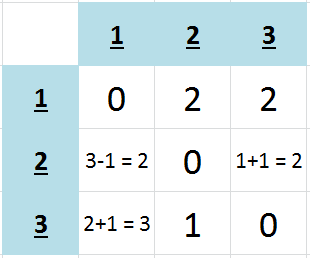 1 2 3
1 0 2 2
2 3-1 = 2 0 1+1 = 2
3 2+1 = 3 1 0